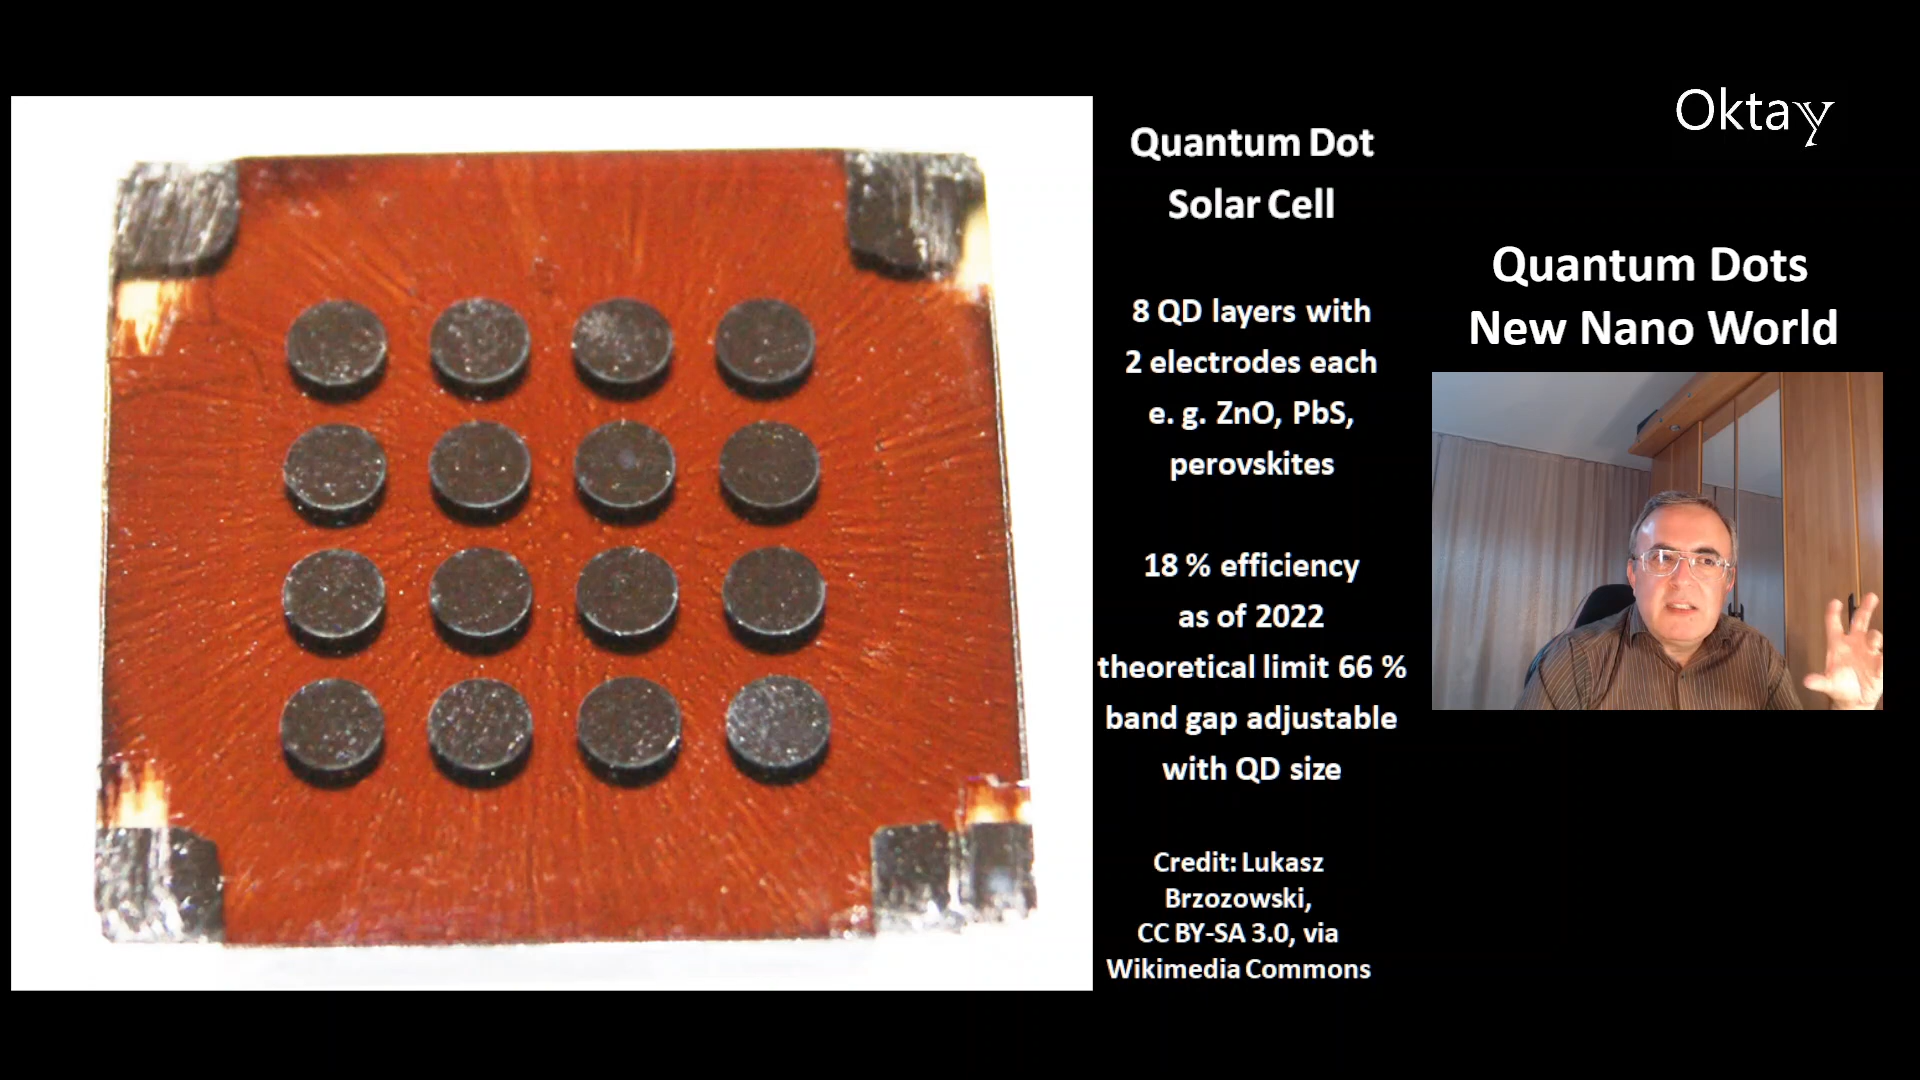 Oktay
Quantum Dot
Solar Cell
8 QD layers with
2 electrodes each
e. g. ZnO, PbS,
perovskites
18 % efficiency
as of 2022
theoretical limit 66 %
band gap adjustable
with QD size
Credit: Lukasz
Brzozowski,
CC BY-SA 3.0, via
Wikimedia Commons
Quantum Dots
New Nano World